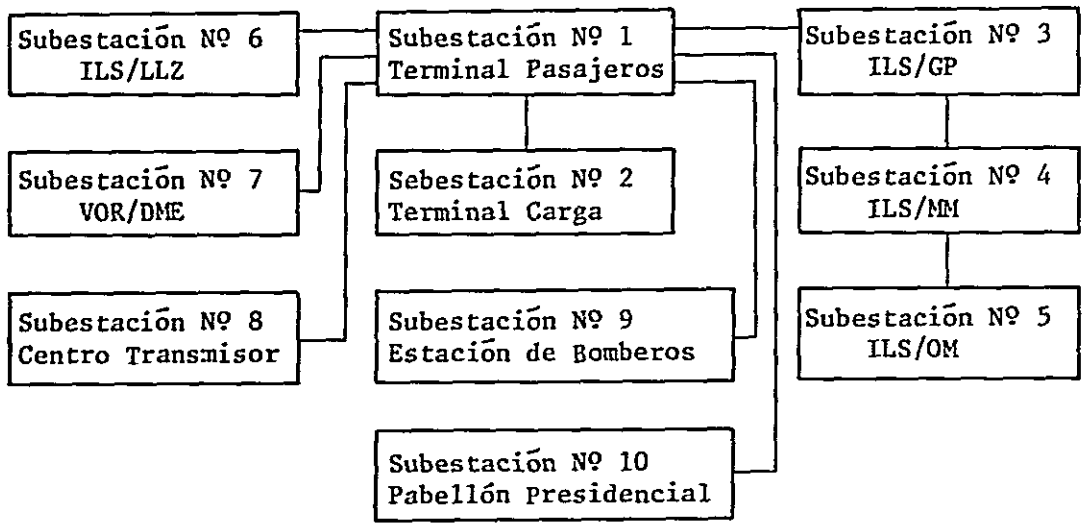 Subestación Nº 6
ILS/LLZ
Subestación Nº 1
Terminal Pasajeros
Subestación Nº 3
ILS/GP
Subestación Nº 7
VOR/DME
Sebestación Nº 2
Terminal Carga
Subestación Nº 4
ILS/MM
Subestación Nº 8
Centro Transmisor
Subestación Nº 9
Estación de Bomberos
Subestación Nº 5
ILS/OM
Subestación Nº 10
Pabellón Presidencial